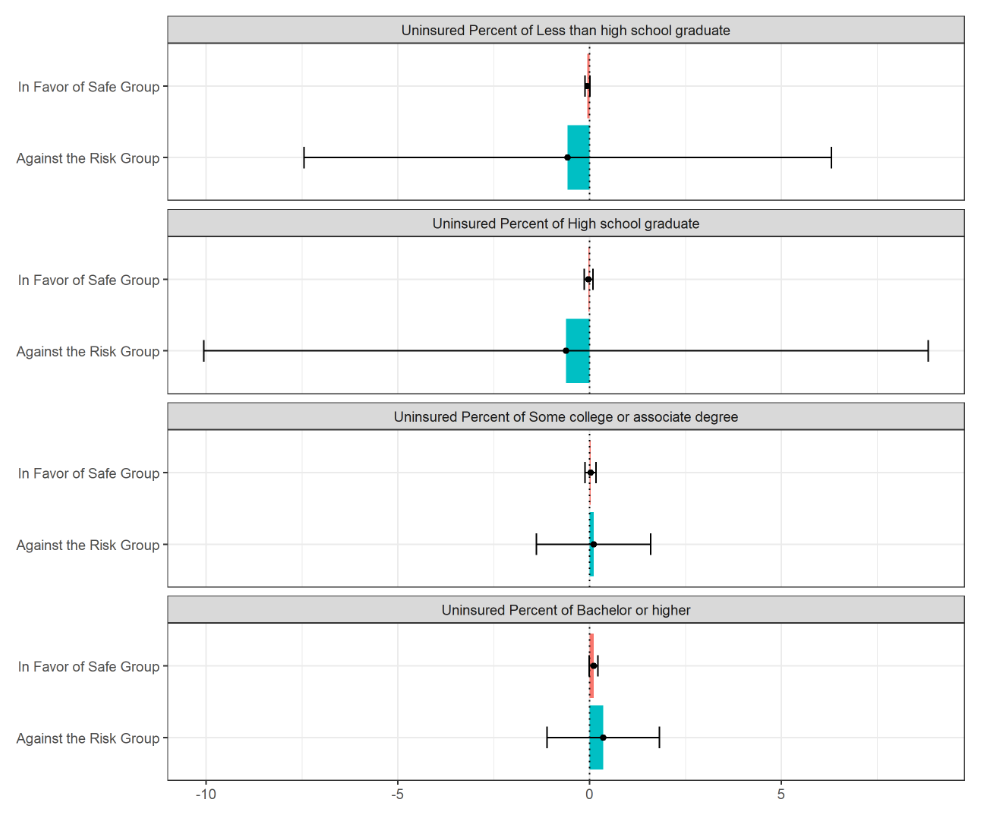 Uninsured Percent of Less than high school graduate
In Favor of Safe Group
Against the Risk Group
Uninsured Percent of High school graduate
In Favor of Safe Group
Against the Risk Group
Uninsured Percent of Some college or associate degree
In Favor of Safe Group
Against the Risk Group
Uninsured Percent of Bachelor or higher
In Favor of Safe Group
Against the Risk Group
-10 -5 0 5